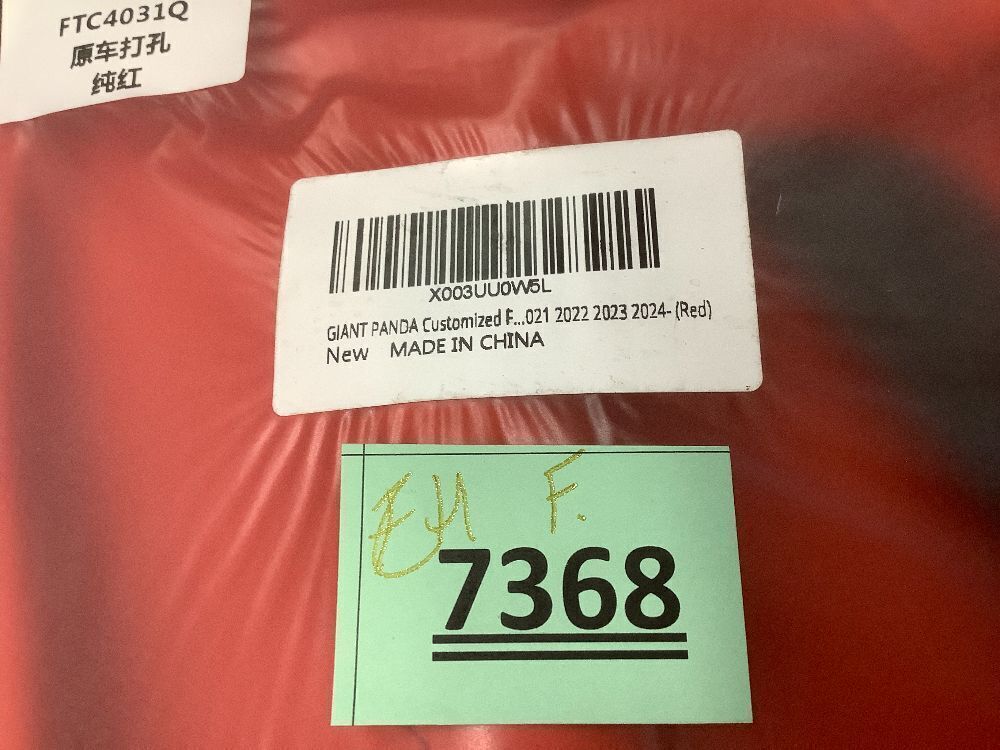 FTC4031Q
原车打孔
纯红
X003UU0W5L
GIANT PANDA Customized F...021 2022 2023 2024- (Red)
New MADE IN CHINA
F.
7368